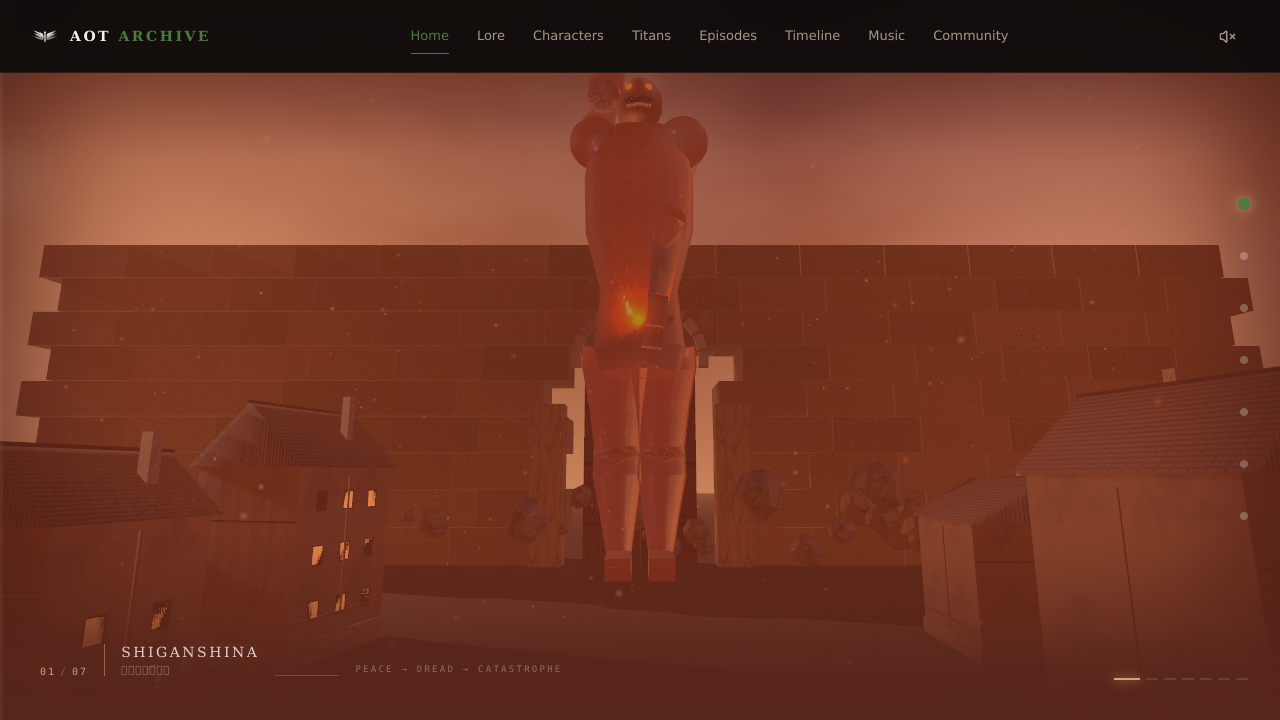 AOT ARCHIVE
Home Lore Characters Titans Episodes Timeline Music Community
SHIGANSHINA
01 / 07
PEACE → DREAD → CATASTROPHE